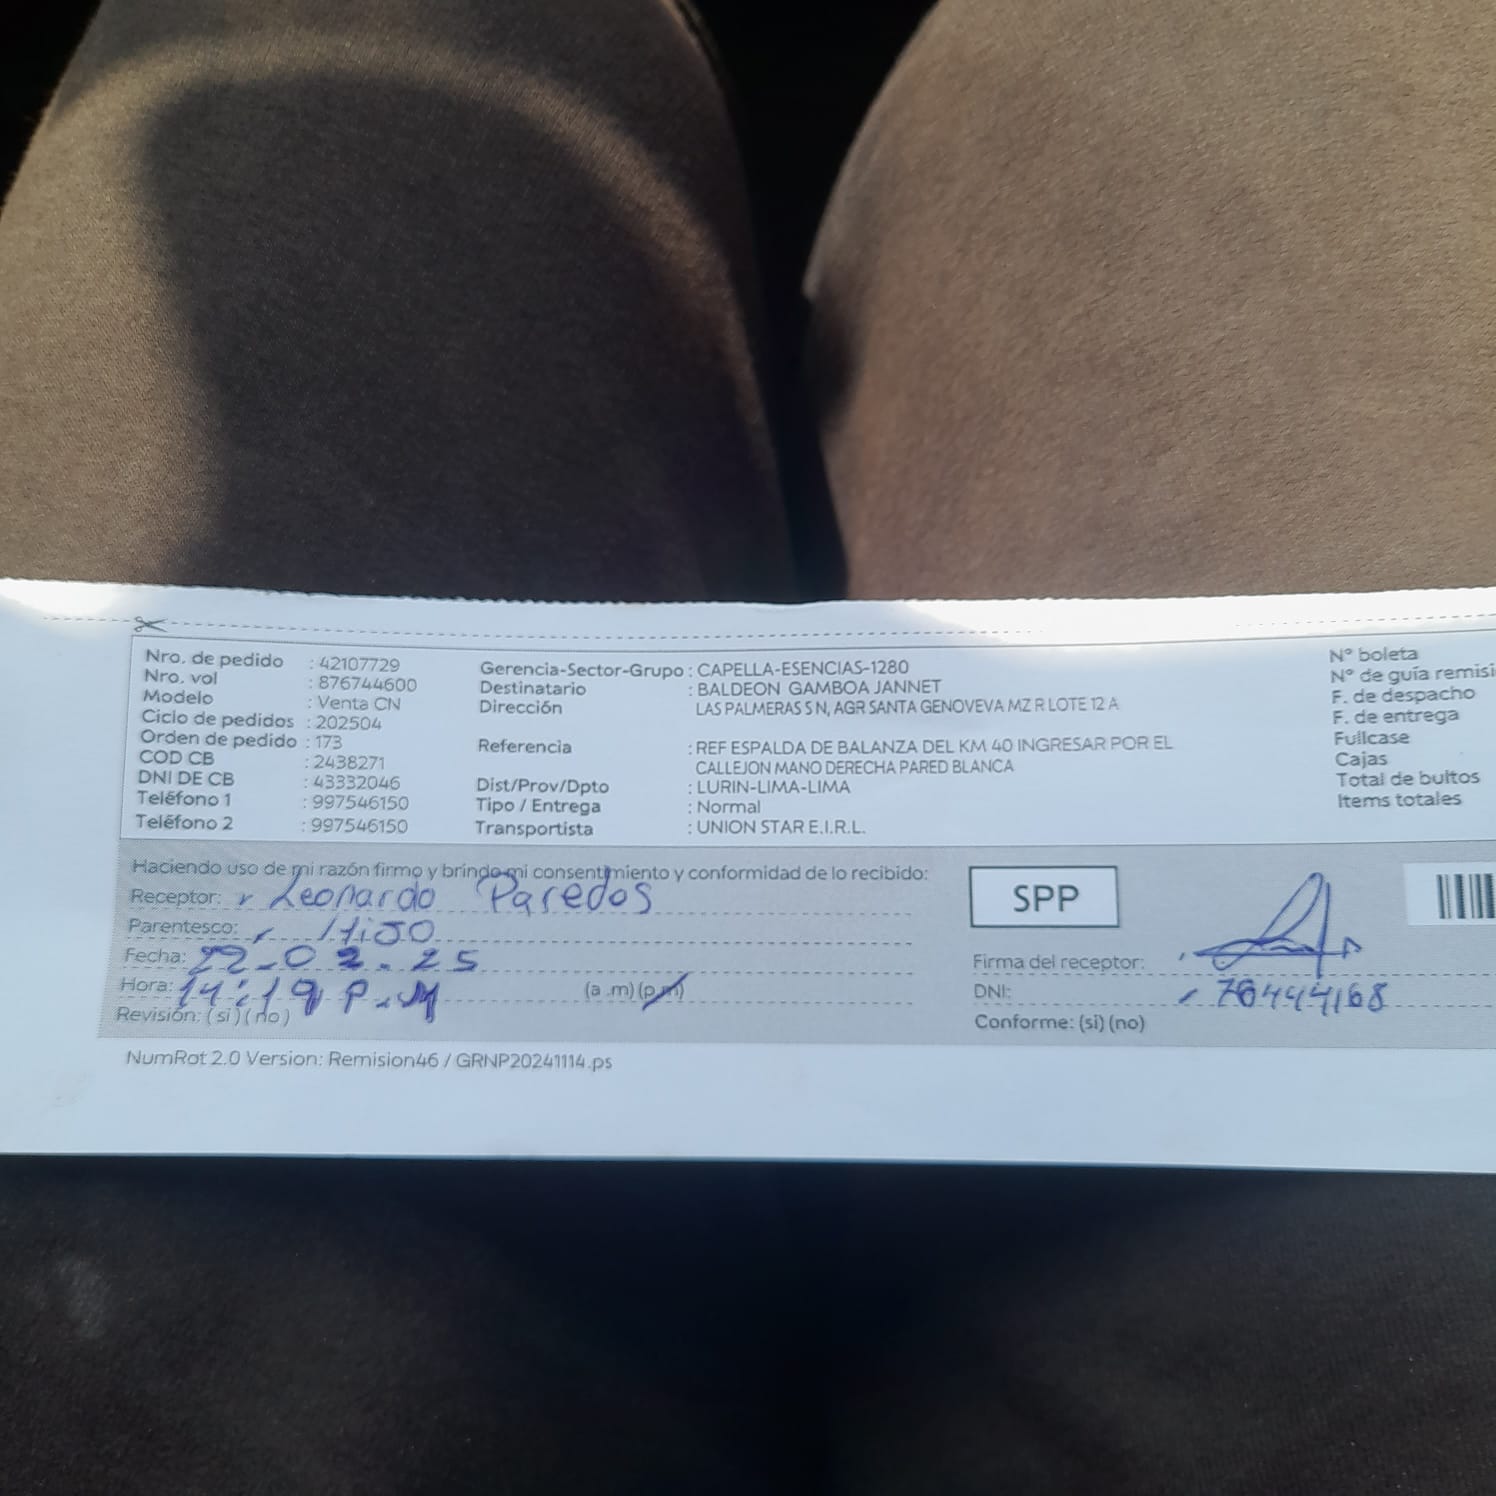 Nro. de pedido : 42107729
Nro. vol : 876744600
Modelo : Venta CN
Ciclo de pedidos : 202504
Orden de pedido : 173
COD CB : 2438271
DNI DE CB : 43332046
Teléfono 1 : 997546150
Teléfono 2 : 997546150
Gerencia-Sector-Grupo : CAPELLA-ESENCIAS-1280
Destinatario : BALDEON GAMBOA JANNET
Dirección LAS PALMERAS S N, AGR SANTA GENOVEVA MZ R LOTE 12 A
Referencia : REF ESPALDA DE BALANZA DEL KM 40 INGRESAR POR EL
CALLEJON MANO DERECHA PARED BLANCA
Dist/Prov/Dpto : LURIN-LIMA-LIMA
Tipo / Entrega : Normal
Transportista : UNION STAR E.I.R.L.
N° boleta
N° de guía remisi
F. de despacho
F. de entrega
Fullcase
Cajas
Total de bultos
Items totales
Haciendo uso de mi razón firmo y brindo mi consentimiento y conformidad de lo recibido:
Receptor: Leonardo Paredos
Parentesco: HiJO
Fecha: 22-02-25
Hora: 14:19 P.M (a .m) (p.m)
Revisión: (si) (no)
SPP
Firma del receptor:
DNI: 76444168
Conforme: (si) (no)
NumRot 2.0 Version: Remision46 / GRNP20241114.ps